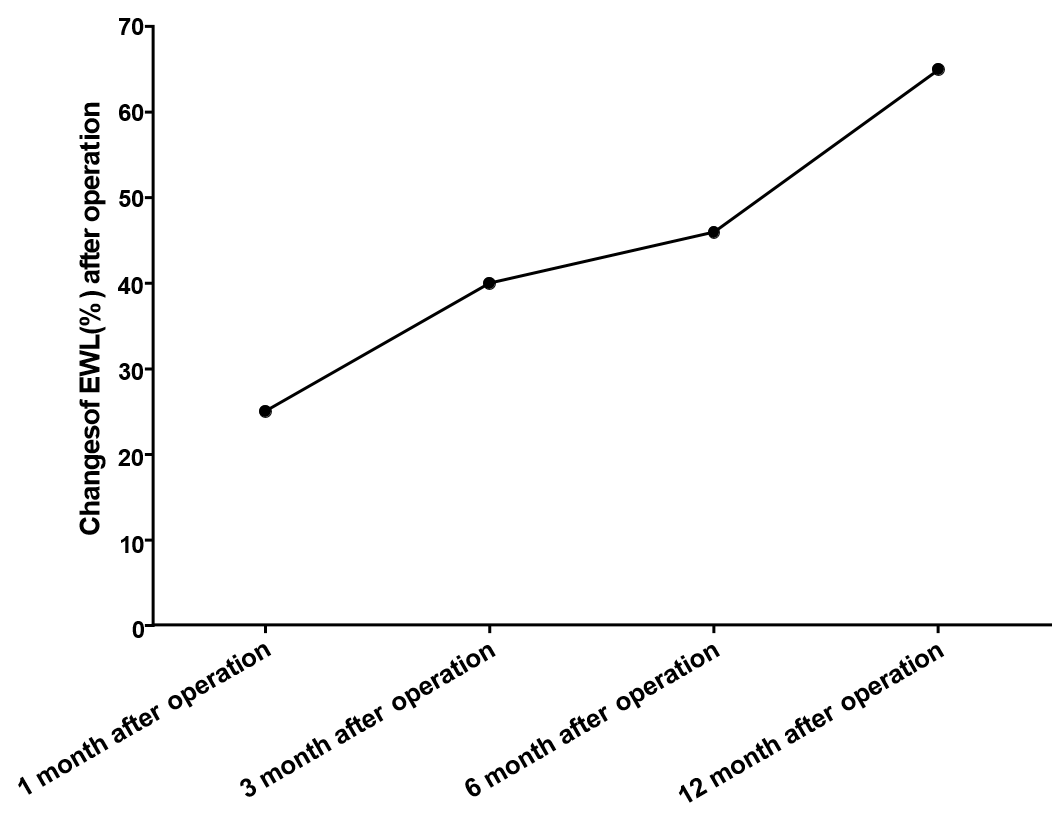 70
60
50
40
30
20
10
0
Changesof EWL(%) after operation
1 month after operation
3 month after operation
6 month after operation
12 month after operation